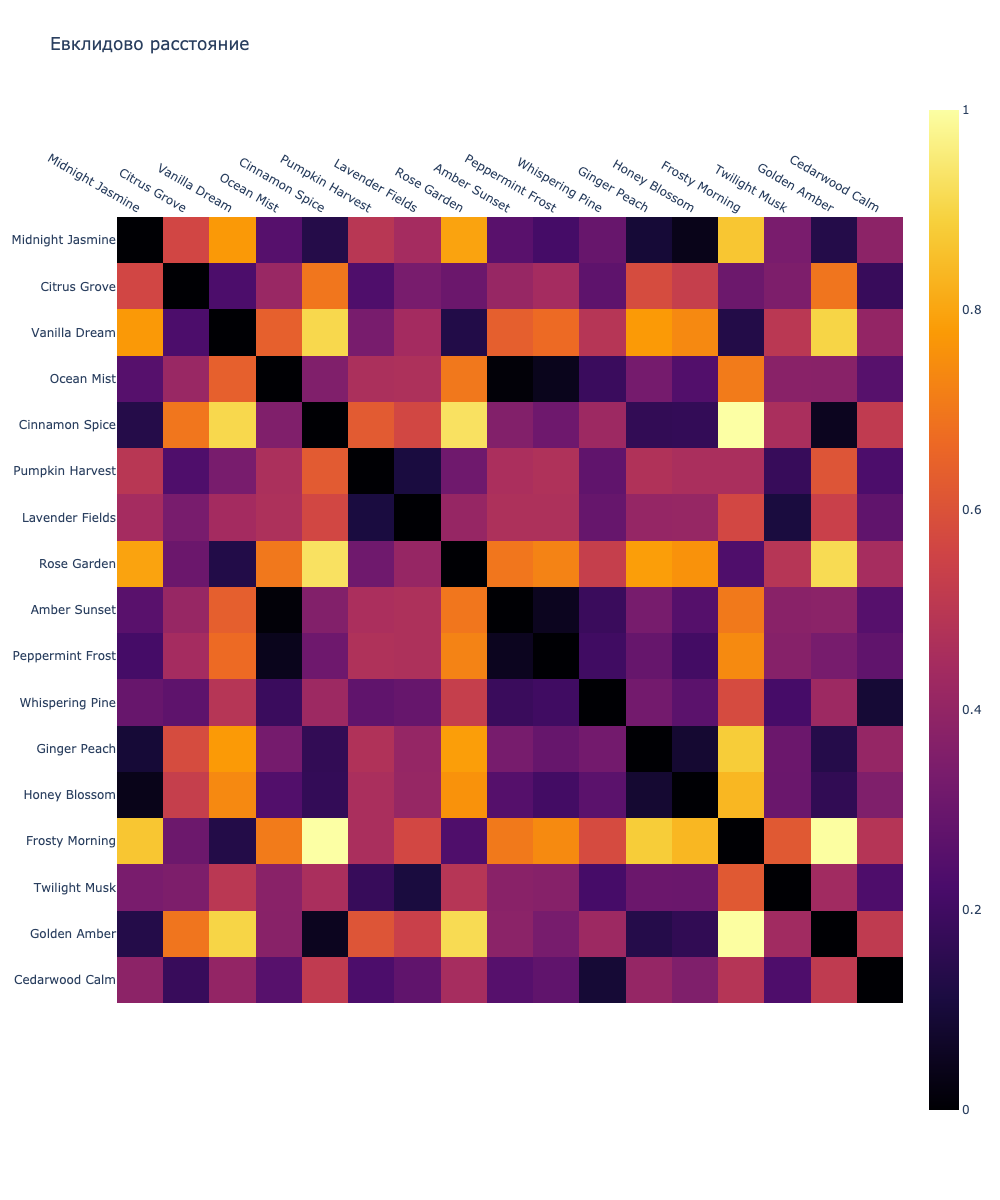 Евклидово расстояние
Midnight Jasmine
Citrus Grove
Vanilla Dream
Ocean Mist
Cinnamon Spice
Pumpkin Harvest
Lavender Fields
Rose Garden
Amber Sunset
Peppermint Frost
Whispering Pine
Ginger Peach
Honey Blossom
Frosty Morning
Twilight Musk
Golden Amber
Cedarwood Calm
Midnight Jasmine
Citrus Grove
Vanilla Dream
Ocean Mist
Cinnamon Spice
Pumpkin Harvest
Lavender Fields
Rose Garden
Amber Sunset
Peppermint Frost
Whispering Pine
Ginger Peach
Honey Blossom
Frosty Morning
Twilight Musk
Golden Amber
Cedarwood Calm
1
0.8
0.6
0.4
0.2
0